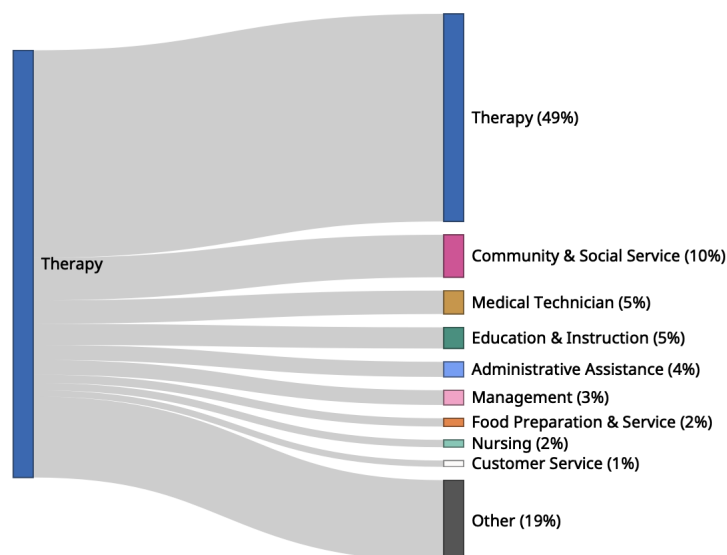 Therapy
Therapy (49%)
Community & Social Service (10%)
Medical Technician (5%)
Education & Instruction (5%)
Administrative Assistance (4%)
Management (3%)
Food Preparation & Service (2%)
Nursing (2%)
Customer Service (1%)
Other (19%)